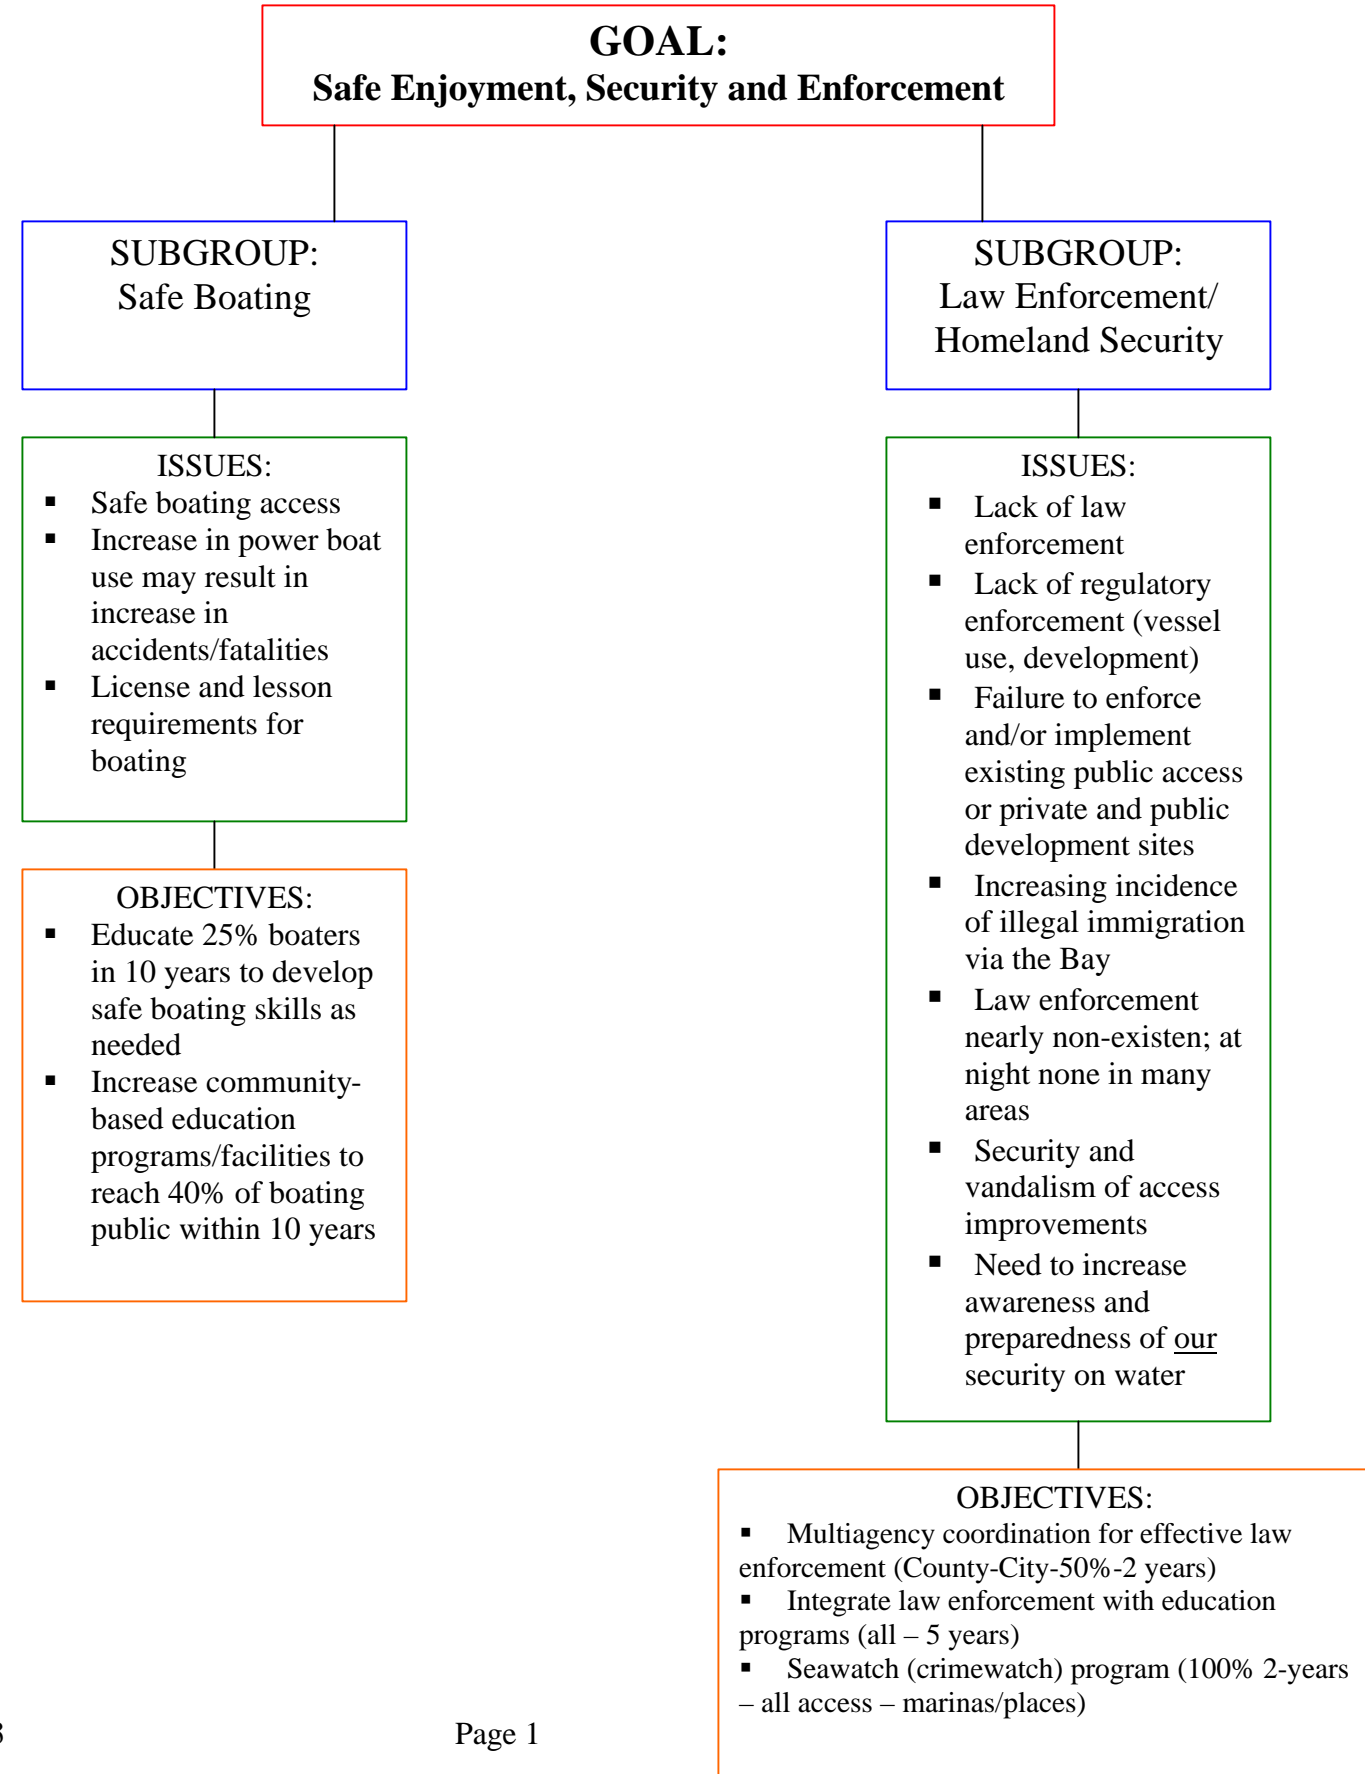 GOAL:
Safe Enjoyment, Security and Enforcement
SUBGROUP:
Safe Boating
ISSUES:
▪ Safe boating access
▪ Increase in power boat
use may result in
increase in
accidents/fatalities
▪ License and lesson
requirements for
boating
OBJECTIVES:
▪ Educate 25% boaters
in 10 years to develop
safe boating skills as
needed
▪ Increase community-
based education
programs/facilities to
reach 40% of boating
public within 10 years
SUBGROUP:
Law Enforcement/
Homeland Security
ISSUES:
▪ Lack of law
enforcement
▪ Lack of regulatory
enforcement (vessel
use, development)
▪ Failure to enforce
and/or implement
existing public access
or private and public
development sites
▪ Increasing incidence
of illegal immigration
via the Bay
▪ Law enforcement
nearly non-existen; at
night none in many
areas
▪ Security and
vandalism of access
improvements
▪ Need to increase
awareness and
preparedness of our
security on water
OBJECTIVES:
▪ Multiagency coordination for effective law
enforcement (County-City-50%-2 years)
▪ Integrate law enforcement with education
programs (all – 5 years)
▪ Seawatch (crimewatch) program (100% 2-years
– all access – marinas/places)
Page 1